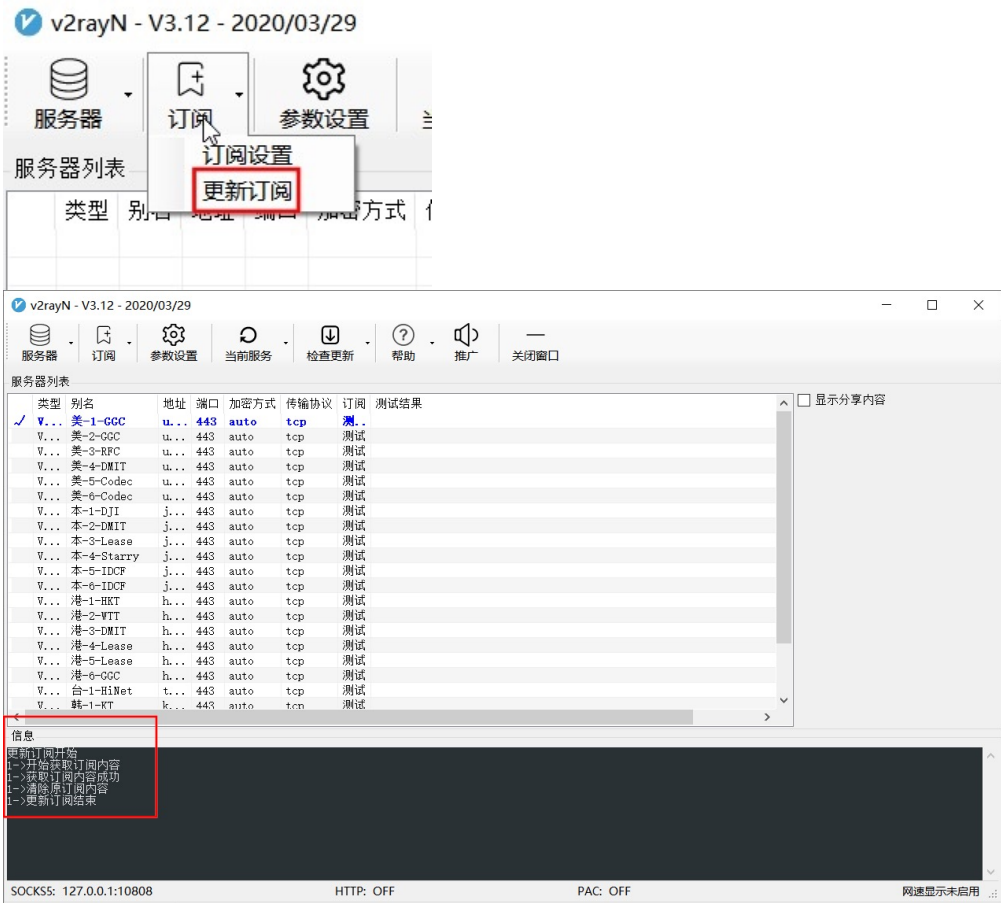 v2rayN - V3.12 - 2020/03/29
服务器 订阅 参数设置
订阅设置
服务器列表
更新订阅
类型 别名 地址 端口 加密方式
v2rayN - V3.12 - 2020/03/29
服务器 订阅 参数设置 当前服务 检查更新 帮助 推广 关闭窗口
服务器列表
显示分享内容
类型 别名 地址 端口 加密方式 传输协议 订阅 测试结果
V... 美-1-GGC u... 443 auto tcp 测..
V... 美-2-GGC u... 443 auto tcp 测试
V... 美-3-RFC u... 443 auto tcp 测试
V... 美-4-DMIT u... 443 auto tcp 测试
V... 美-5-Codec u... 443 auto tcp 测试
V... 美-6-Codec u... 443 auto tcp 测试
V... 本-1-DJI j... 443 auto tcp 测试
V... 本-2-DMIT j... 443 auto tcp 测试
V... 本-3-Lease j... 443 auto tcp 测试
V... 本-4-Starry j... 443 auto tcp 测试
V... 本-5-IDCF j... 443 auto tcp 测试
V... 本-6-IDCF j... 443 auto tcp 测试
V... 港-1-HKT h... 443 auto tcp 测试
V... 港-2-WTT h... 443 auto tcp 测试
V... 港-3-DMIT h... 443 auto tcp 测试
V... 港-4-Lease h... 443 auto tcp 测试
V... 港-5-Lease h... 443 auto tcp 测试
V... 港-6-GGC h... 443 auto tcp 测试
V... 台-1-HiNet t... 443 auto tcp 测试
V... 韩-1-KT k... 443 auto tcp 测试
信息
更新订阅开始
1->开始获取订阅内容
1->获取订阅内容成功
1->清除原订阅内容
1->更新订阅结束
SOCKS5: 127.0.0.1:10808 HTTP: OFF PAC: OFF 网速显示未启用